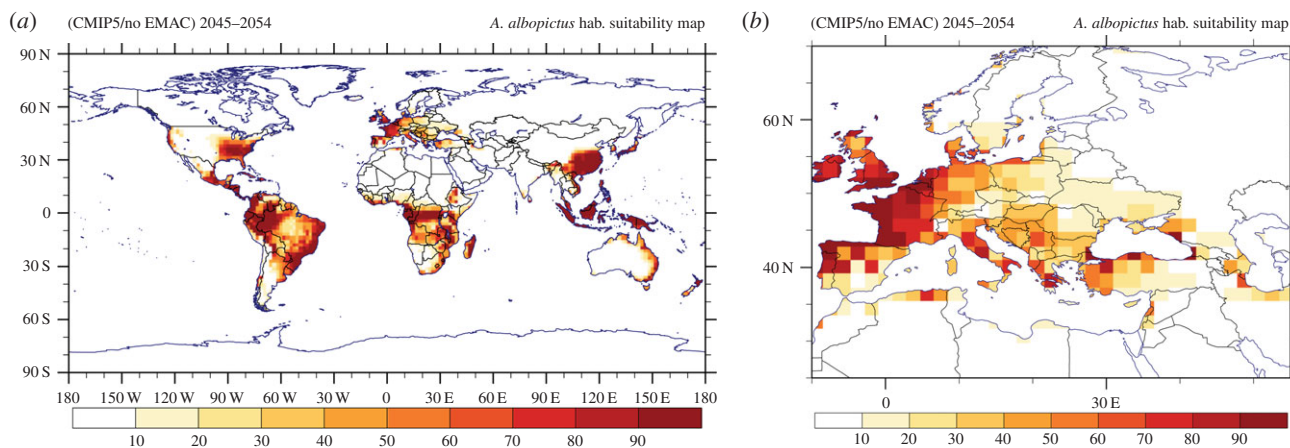 (a) (CMIP5/no EMAC) 2045–2054 A. albopictus hab. suitability map
90 N
60 N
30 N
0
30 S
60 S
90 S
180 150 W 120 W 90 W 60 W 30 W 0 30 E 60 E 90 E 120 E 150 E 180
10 20 30 40 50 60 70 80 90
(b) (CMIP5/no EMAC) 2045–2054 A. albopictus hab. suitability map
60 N
40 N
0 30 E
10 20 30 40 50 60 70 80 90